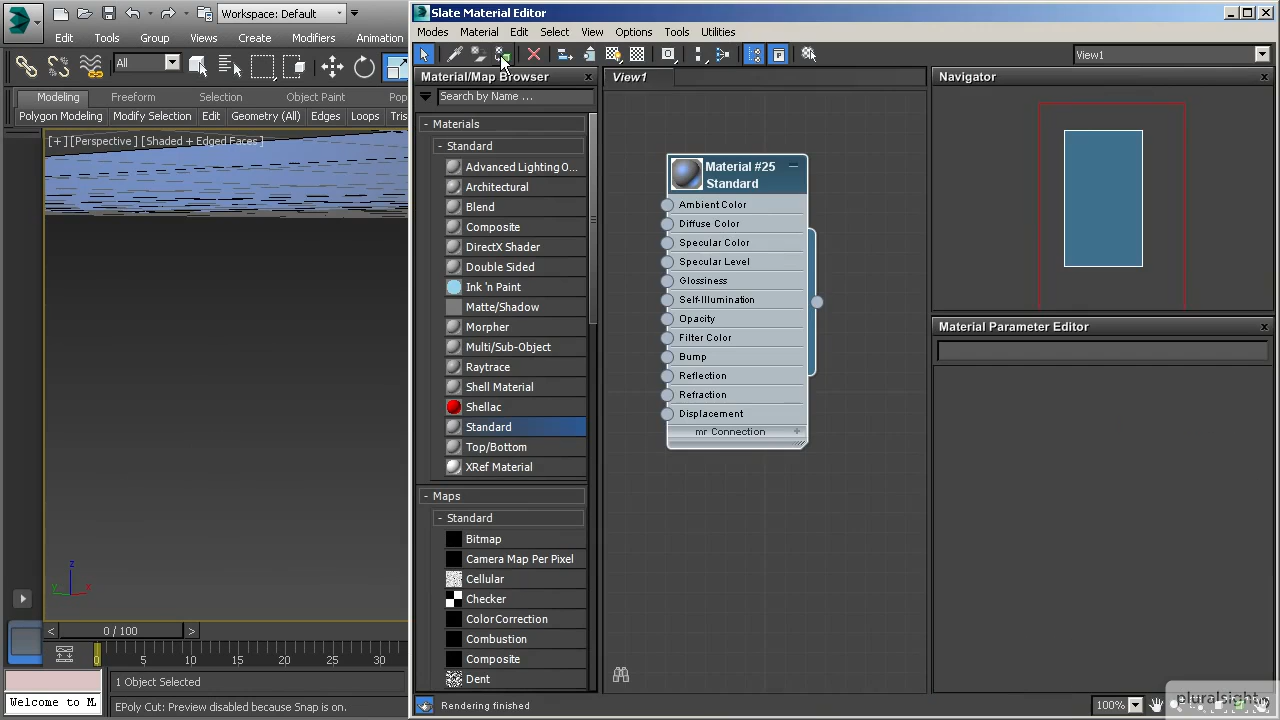 Workspace: Default
Edit
Tools
Group
Views
Create
Modifiers
Animation
All
Modeling
Freeform
Selection
Object Paint
Polygon Modeling
Modify Selection
Edit
Geometry (All)
Edges
Loops
[+] [Perspective] [Shaded + Edged Faces]
z
x
0 / 100
0
5
10
15
20
25
30
1 Object Selected
Welcome to M
EPoly Cut: Preview disabled because Snap is on.
Slate Material Editor
Modes
Material
Edit
Select
View
Options
Tools
Utilities
View1
Material/Map Browser
Search by Name ...
- Materials
- Standard
Advanced Lighting O...
Architectural
Blend
Composite
DirectX Shader
Double Sided
Ink 'n Paint
Matte/Shadow
Morpher
Multi/Sub-Object
Raytrace
Shell Material
Shellac
Standard
Top/Bottom
XRef Material
- Maps
- Standard
Bitmap
Camera Map Per Pixel
Cellular
Checker
Color Correction
Combustion
Composite
Dent
Rendering finished
View1
Material #25
Standard
Ambient Color
Diffuse Color
Specular Color
Specular Level
Glossiness
Self-Illumination
Opacity
Filter Color
Bump
Reflection
Refraction
Displacement
mr Connection +
Navigator
Material Parameter Editor
100%
pluralsight